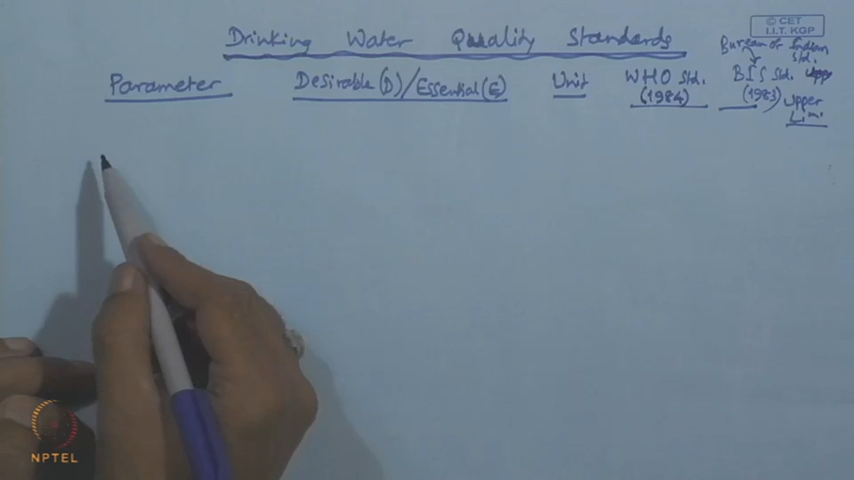 © CET
I.I.T. KGP
Drinking Water Quality Standards
Bureau of Indian
Std.
Parameter Desirable (D)/Essential (E) Unit WHO Std. BIS Std.
(1984) (1983) Upper
Limi
NPTEL